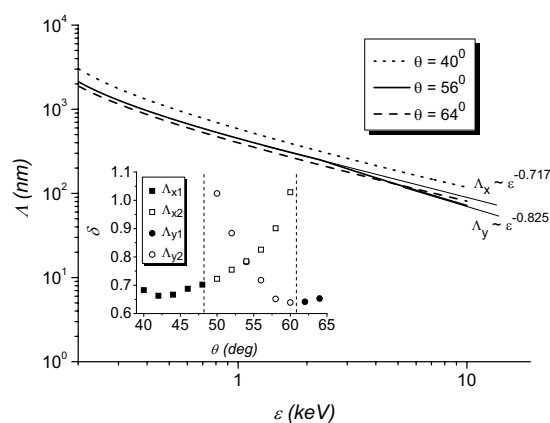 10⁴
10³
10² 
10¹
10⁰
Λ (nm)
θ = 40⁰
θ = 56⁰
θ = 64⁰
Λₓ ~ ε^-0.717
Λ_y ~ ε^-0.825
1.1
1.0
0.9
0.8
0.7
0.6
δ
Λx1
Λx2
Λy1
Λy2
40 45 50 55 60 65
θ (deg)
1 10
ε (keV)